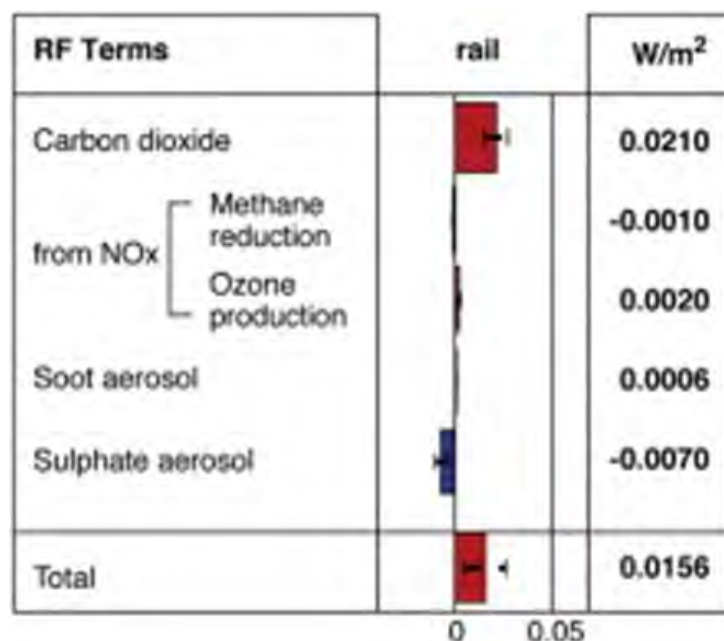 RF Terms rail W/m²
Carbon dioxide 0.0210
from NOx
Methane
reduction -0.0010
Ozone
production 0.0020
Soot aerosol 0.0006
Sulphate aerosol -0.0070
Total 0.0156
0 0.05